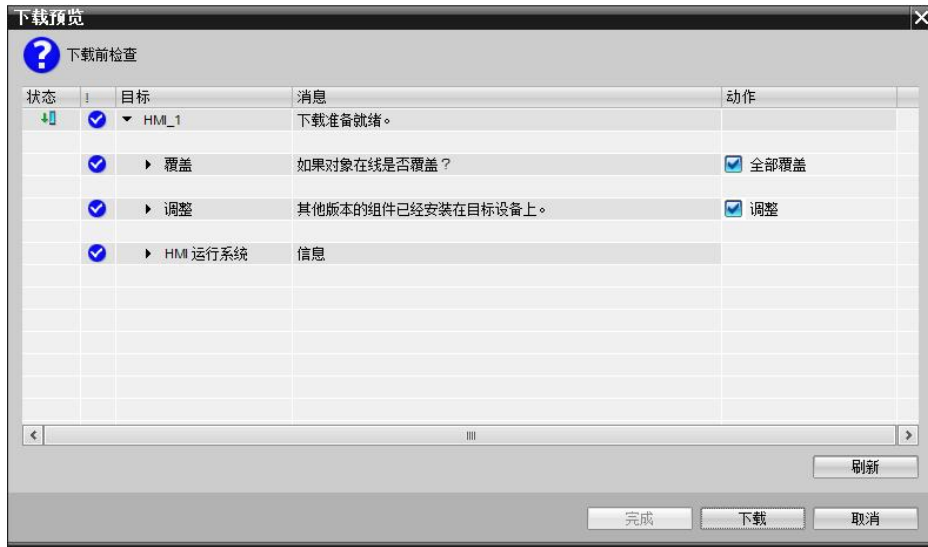 下载预览
下载前检查
状态 ! 目标 消息 动作
HMI_1 下载准备就绪。
覆盖 如果对象在线是否覆盖？ 全部覆盖
调整 其他版本的组件已经安装在目标设备上。 调整
HMI 运行系统 信息
刷新
完成 下载 取消